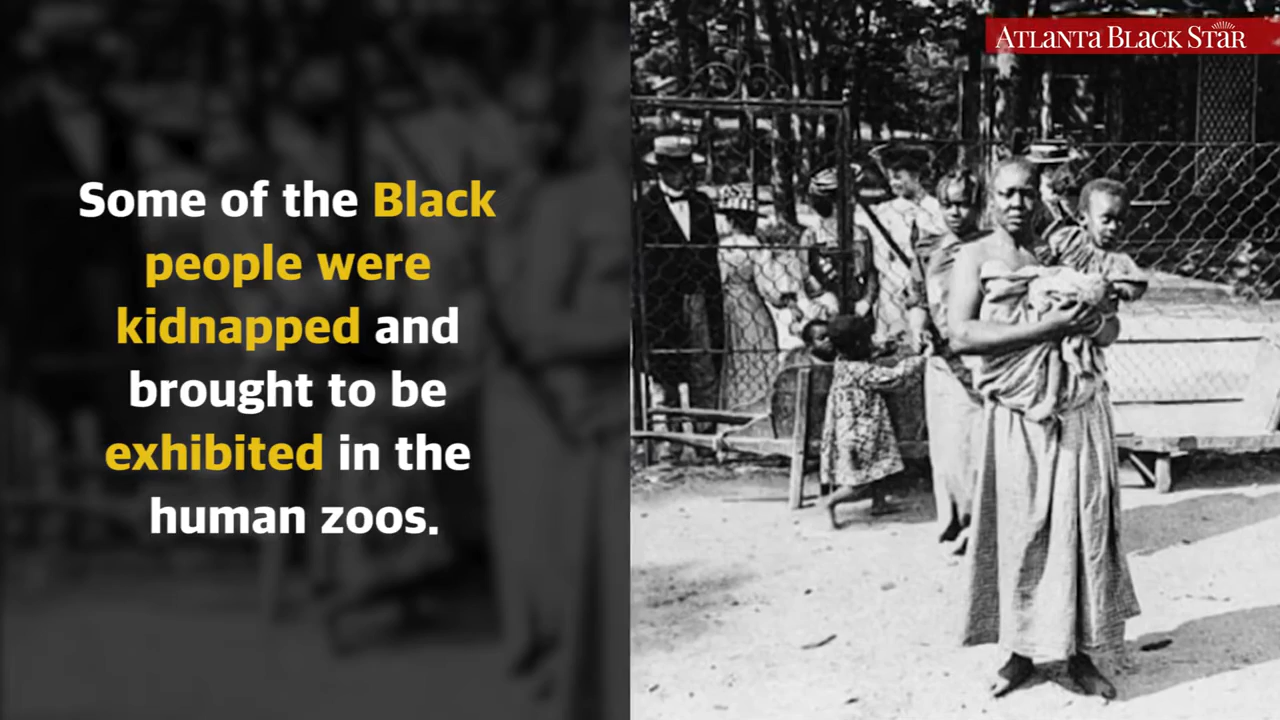 ATLANTA BLACK STAR
Some of the Black
people were
kidnapped and
brought to be
exhibited in the
human zoos.